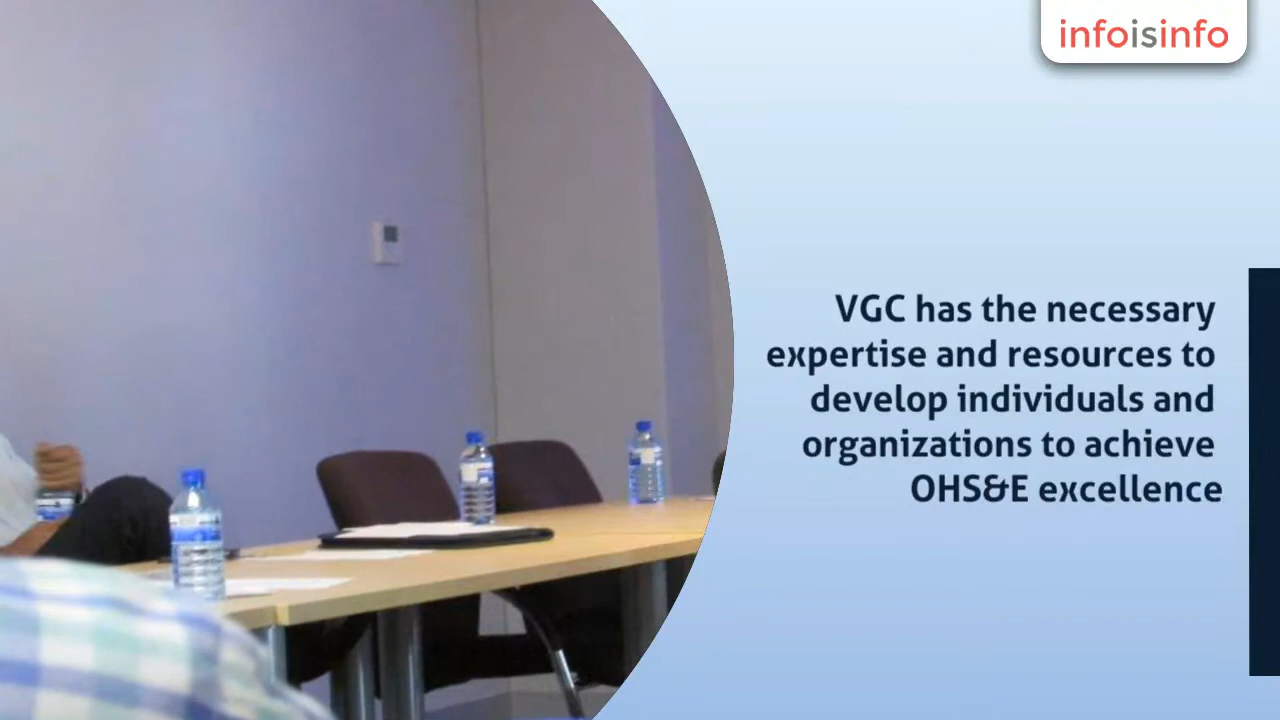 infoisinfo
VGC has the necessary
expertise and resources to
develop individuals and
organizations to achieve
OHS&E excellence